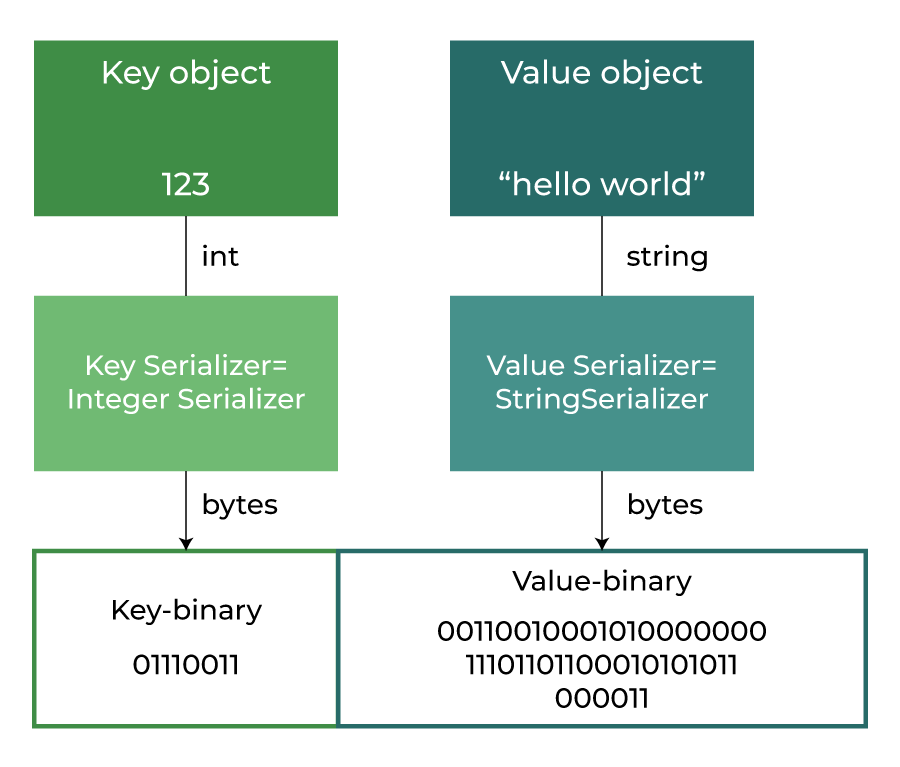 Key object
123
int
Key Serializer=
Integer Serializer
bytes
Key-binary
01110011
Value object
“hello world”
string
Value Serializer=
StringSerializer
bytes
Value-binary
00110010001010000000
11101101100010101011
000011